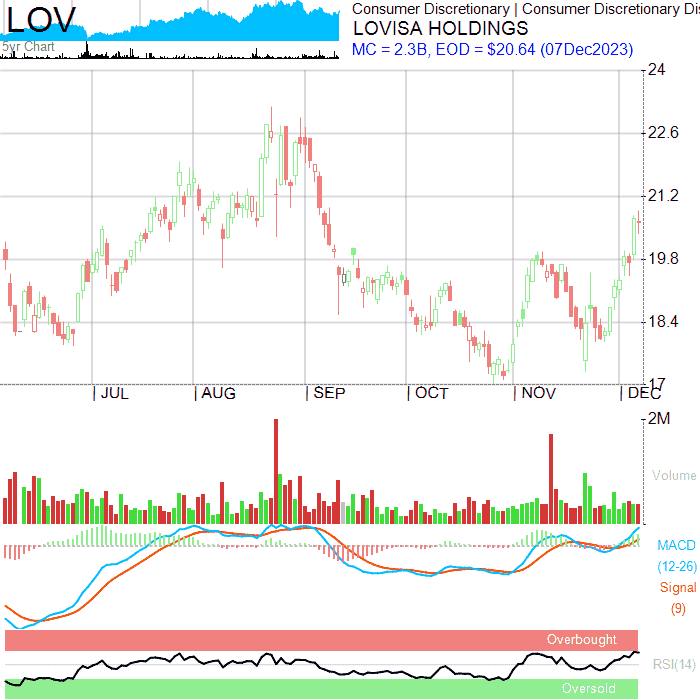 LOV
5yr Chart
Consumer Discretionary | Consumer Discretionary Dis
LOVISA HOLDINGS
MC = 2.3B, EOD = $20.64 (07Dec2023)
24
22.6
21.2
19.8
18.4
17
JUL AUG SEP OCT NOV DEC
2M
Volume
MACD
(12-26)
Signal
(9)
Overbought
RSI(14)
Oversold